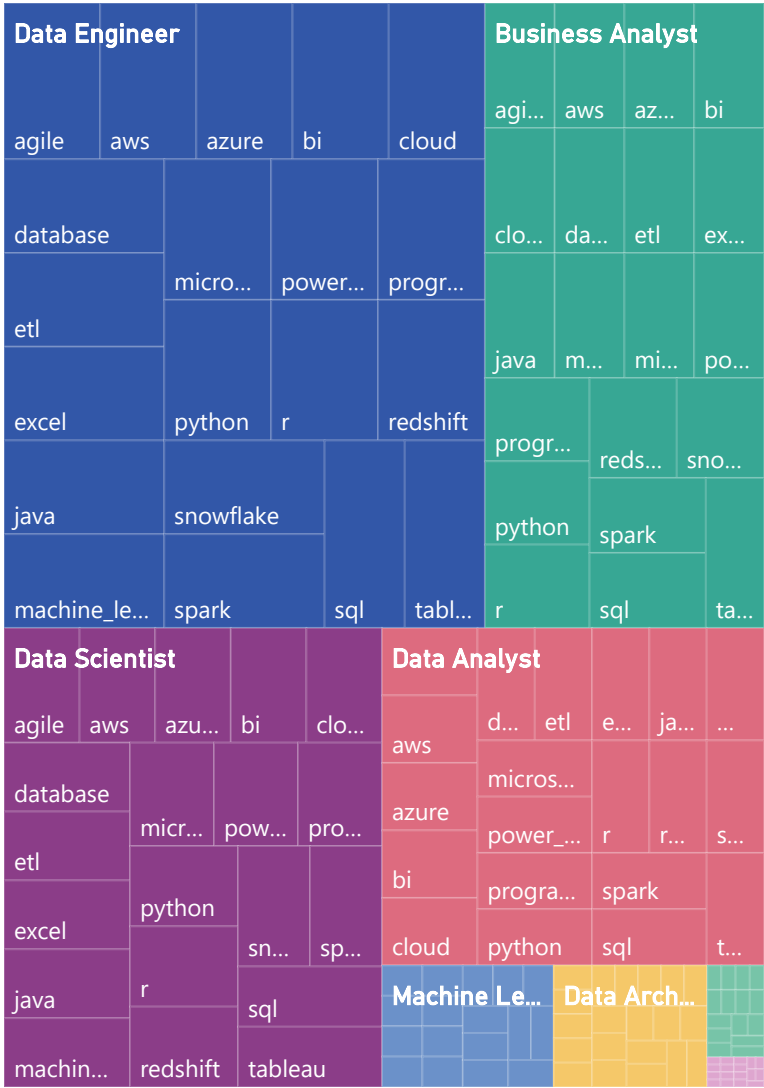 Data Engineer
agile aws azure bi cloud
database
micro... power... progr...
etl
excel python r redshift
java snowflake
machine_le... spark sql tabl...
Business Analyst
agi... aws az... bi
clo... da... etl ex...
java m... mi... po...
progr...
reds... sno...
python spark
r sql ta...
Data Scientist
agile aws azu... bi clo...
database
micr... pow... pro...
etl
python
excel
sn... sp...
java r
sql
machin... redshift tableau
Data Analyst
d... etl e... ja... ...
aws
micros...
azure
power_... r r... s...
bi
progra... spark
cloud python sql t...
Machine Le...
Data Arch...